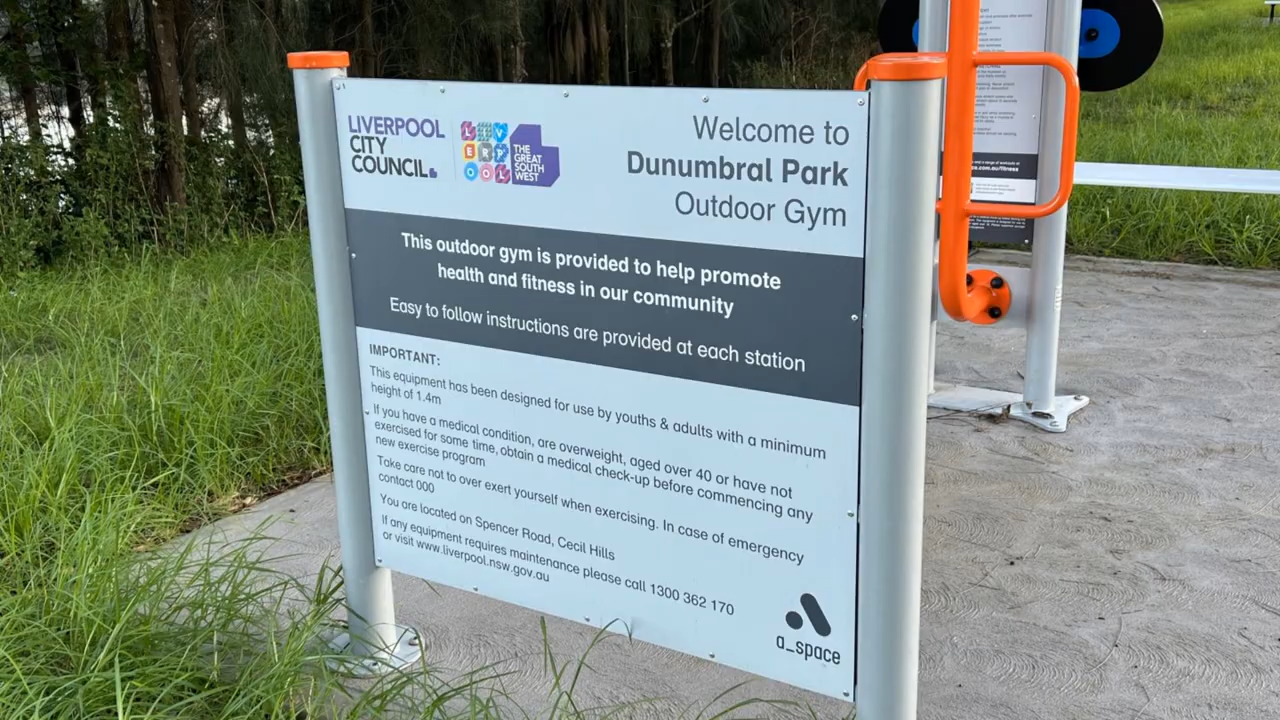 LIVERPOOL
CITY
COUNCIL
LIV
ERP
OOL
THE
GREAT
SOUTH
WEST
Welcome to
Dunumbral Park
Outdoor Gym
This outdoor gym is provided to help promote
health and fitness in our community
Easy to follow instructions are provided at each station
IMPORTANT:
This equipment has been designed for use by youths & adults with a minimum
height of 1.4m
If you have a medical condition, are overweight, aged over 40 or have not
exercised for some time, obtain a medical check-up before commencing any
new exercise program
Take care not to over exert yourself when exercising. In case of emergency
contact 000
You are located on Spencer Road, Cecil Hills
If any equipment requires maintenance please call 1300 362 170
or visit www.liverpool.nsw.gov.au
a_space